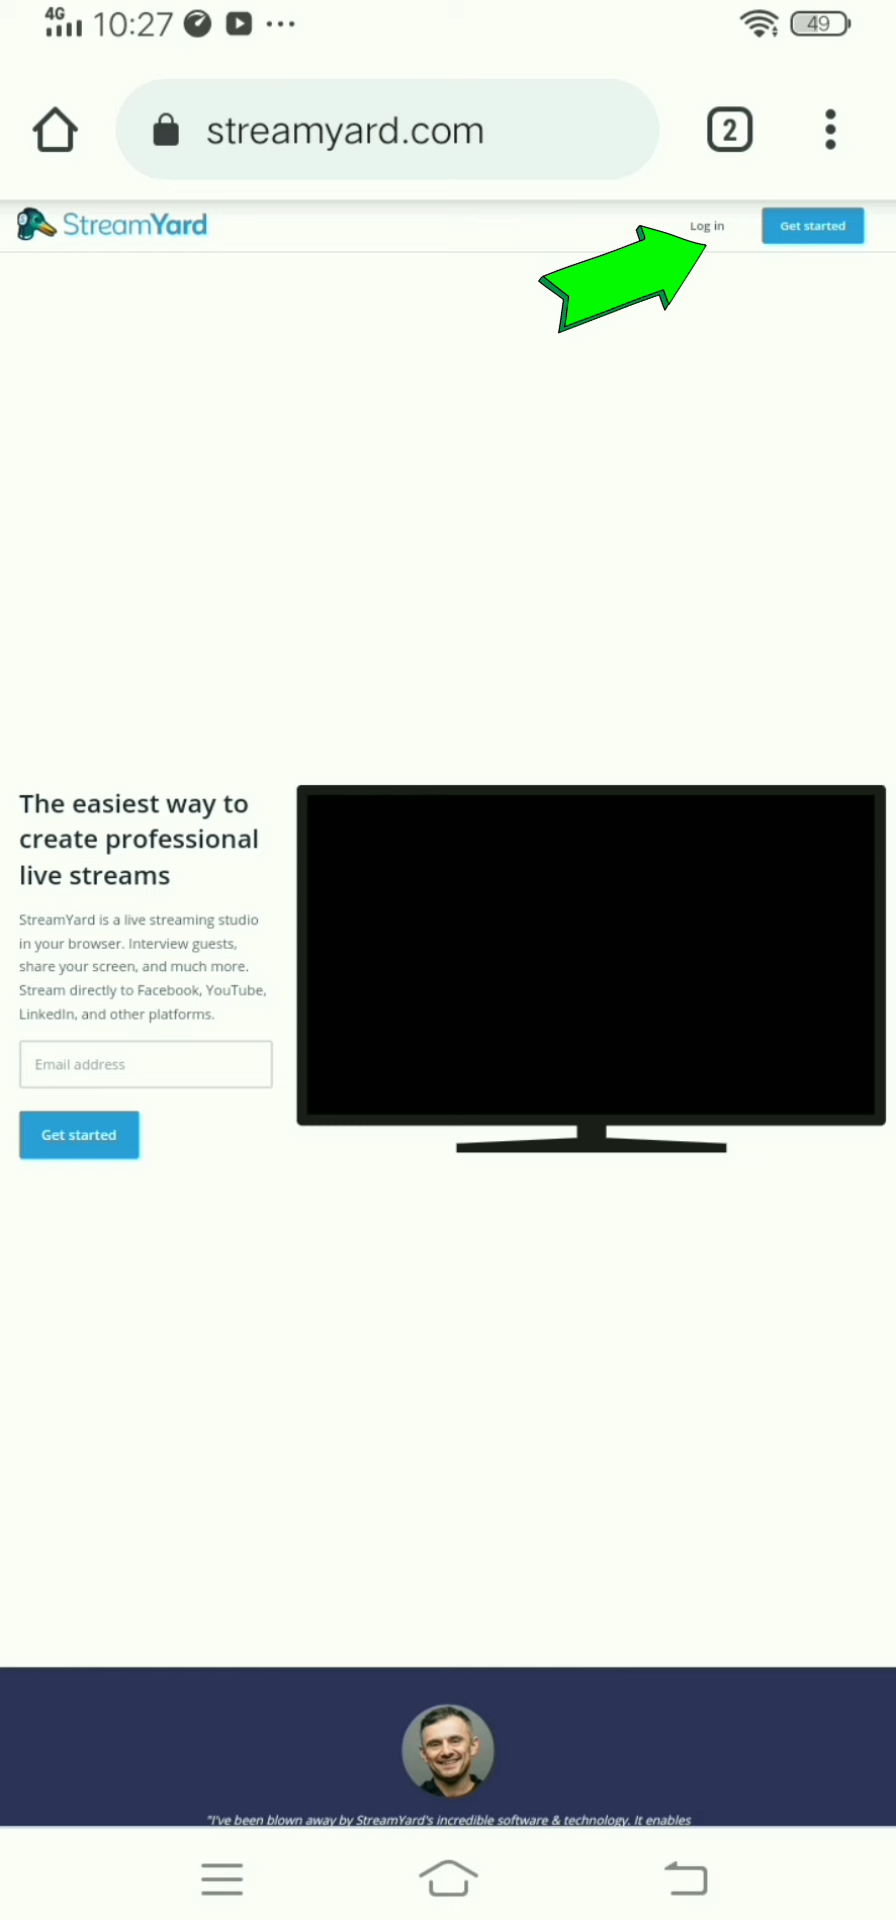 4G 10:27 49
streamyard.com 2
StreamYard Log in Get started
The easiest way to
create professional
live streams
StreamYard is a live streaming studio
in your browser. Interview guests,
share your screen, and much more.
Stream directly to Facebook, YouTube,
LinkedIn, and other platforms.
Email address
Get started
"I've been blown away by StreamYard's incredible software & technology. It enables